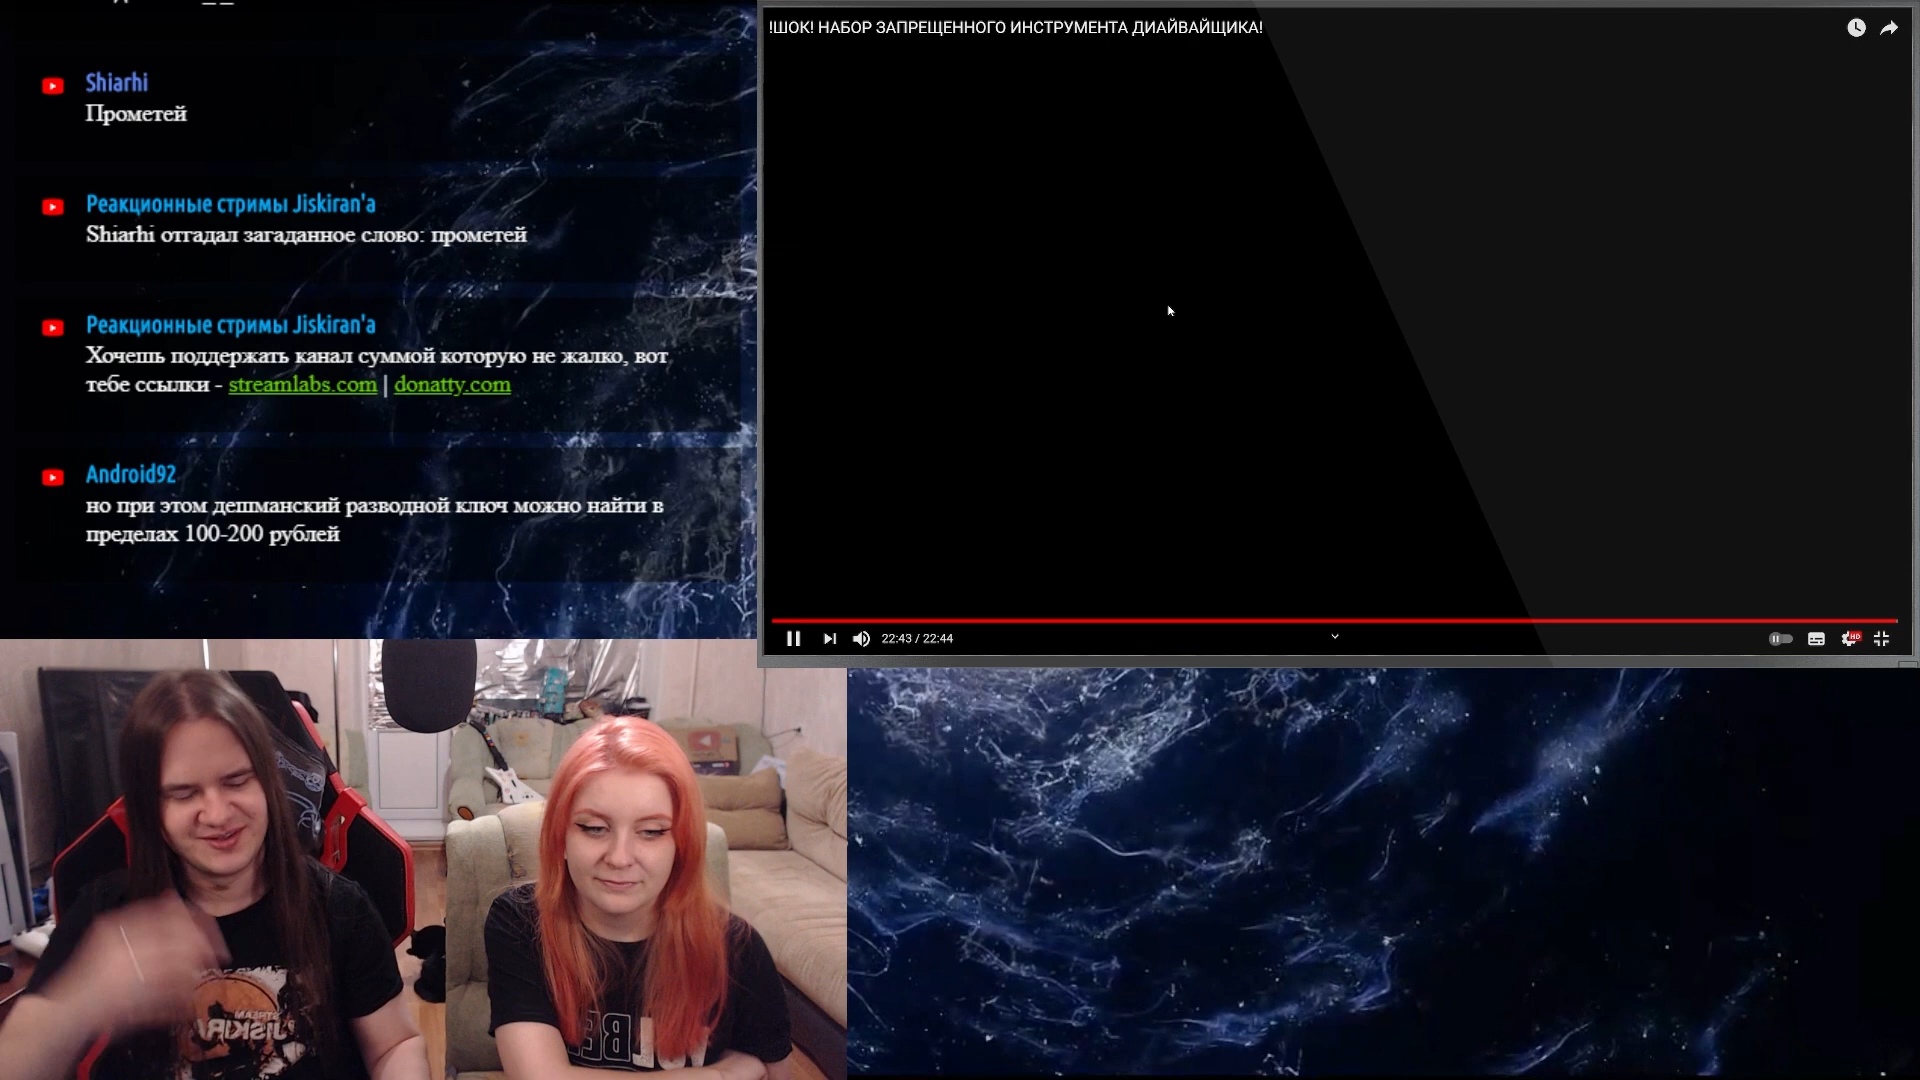 Shiarhi
Прометей
Реакционные стримы Jiskiran'a
Shiarhi отгадал загаданное слово: прометей
Реакционные стримы Jiskiran'a
Хочешь поддержать канал суммой которую не жалко, вот
тебе ссылки - streamlabs.com | donatty.com
Android92
но при этом дешманский разводной ключ можно найти в
пределах 100-200 рублей
!ШОК! НАБОР ЗАПРЕЩЕННОГО ИНСТРУМЕНТА ДИАЙВАЙЩИКА!
22:43 / 22:44
HD